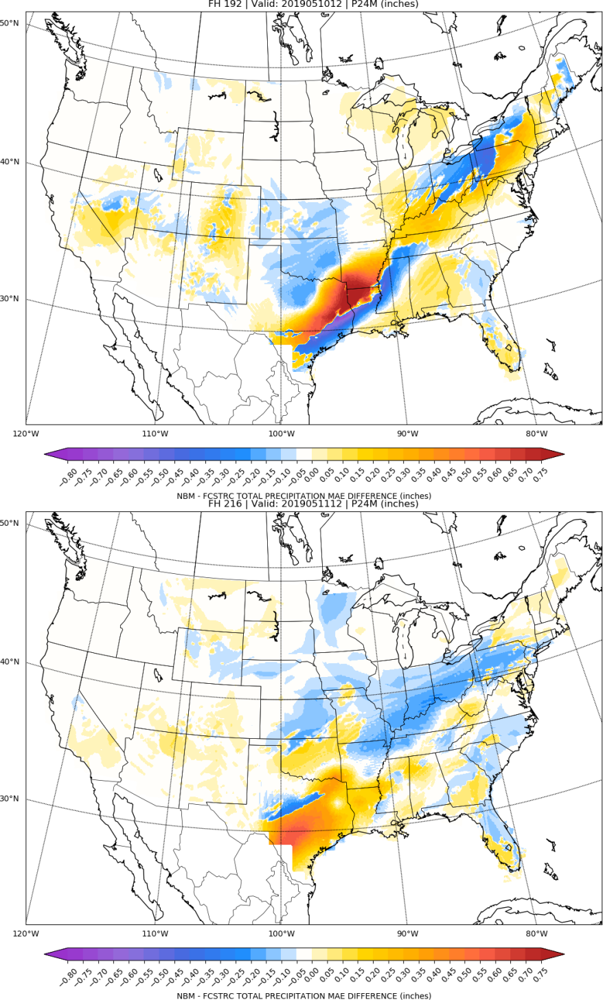 FH 192 | Valid: 2019051012 | P24M (inches)
50°N
40°N
30°N
120°W 110°W 100°W 90°W 80°W
−0.80 −0.75 −0.70 −0.65 −0.60 −0.55 −0.50 −0.45 −0.40 −0.35 −0.30 −0.25 −0.20 −0.15 −0.10 −0.05 0.00 0.05 0.10 0.15 0.20 0.25 0.30 0.35 0.40 0.45 0.50 0.55 0.60 0.65 0.70 0.75
NBM - FCSTRC TOTAL PRECIPITATION MAE DIFFERENCE (inches)
FH 216 | Valid: 2019051112 | P24M (inches)
50°N
40°N
30°N
120°W 110°W 100°W 90°W 80°W
−0.80 −0.75 −0.70 −0.65 −0.60 −0.55 −0.50 −0.45 −0.40 −0.35 −0.30 −0.25 −0.20 −0.15 −0.10 −0.05 0.00 0.05 0.10 0.15 0.20 0.25 0.30 0.35 0.40 0.45 0.50 0.55 0.60 0.65 0.70 0.75
NBM - FCSTRC TOTAL PRECIPITATION MAE DIFFERENCE (inches)